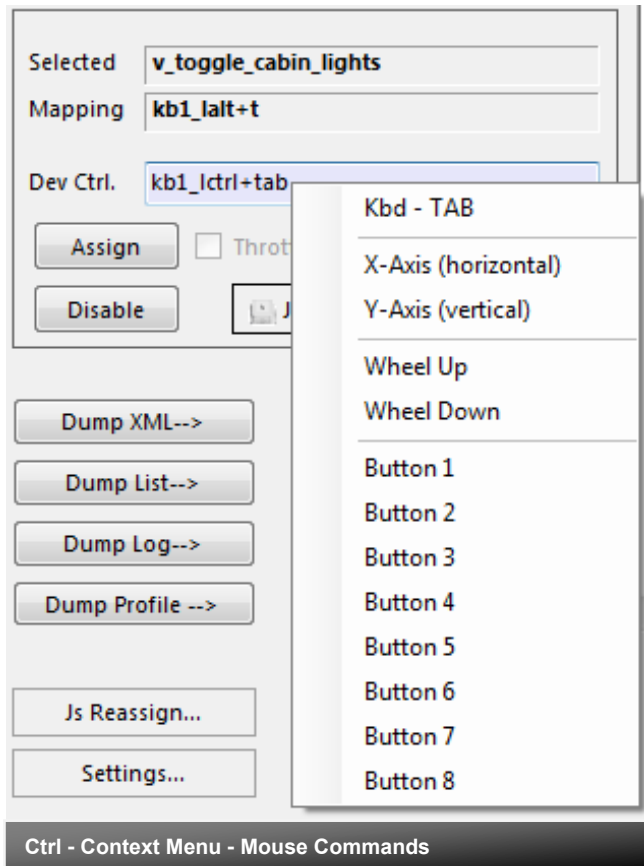 Selected v_toggle_cabin_lights
Mapping kb1_lalt+t
Dev Ctrl. kb1_lctrl+tab
Kbd - TAB
Assign Thrott
X-Axis (horizontal)
Disable J
Y-Axis (vertical)
Wheel Up
Wheel Down
Dump XML-->
Dump List-->
Dump Log-->
Dump Profile -->
Button 1
Button 2
Button 3
Button 4
Button 5
Button 6
Button 7
Button 8
Js Reassign...
Settings...
Ctrl - Context Menu - Mouse Commands